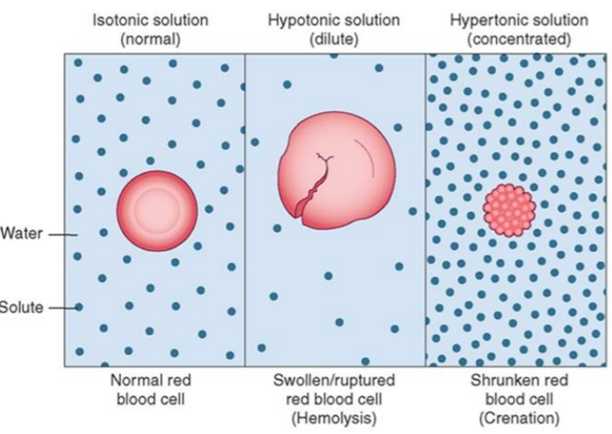 Isotonic solution
(normal)
Hypotonic solution
(dilute)
Hypertonic solution
(concentrated)
Water
Solute
Normal red
blood cell
Swollen/ruptured
red blood cell
(Hemolysis)
Shrunken red
blood cell
(Crenation)